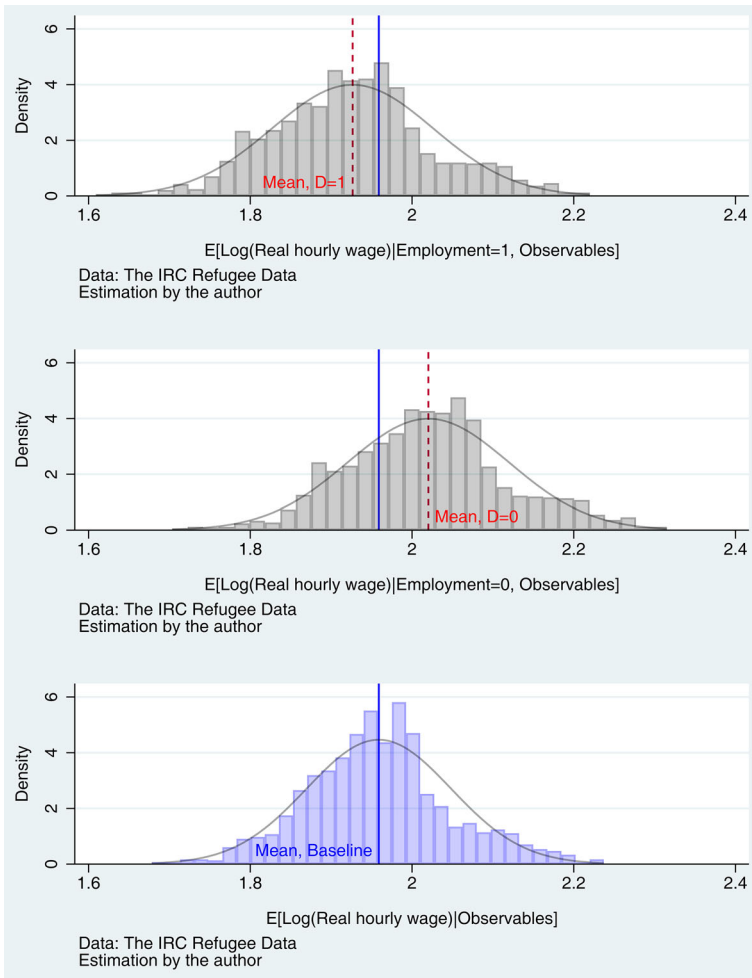 6
4
2
0
Density
Mean, D=1
1.6 1.8 2 2.2 2.4
E[Log(Real hourly wage)|Employment=1, Observables]
Data: The IRC Refugee Data
Estimation by the author
6
4
2
0
Density
Mean, D=0
1.6 1.8 2 2.2 2.4
E[Log(Real hourly wage)|Employment=0, Observables]
Data: The IRC Refugee Data
Estimation by the author
6
4
2
0
Density
Mean, Baseline
1.6 1.8 2 2.2 2.4
E[Log(Real hourly wage)|Observables]
Data: The IRC Refugee Data
Estimation by the author